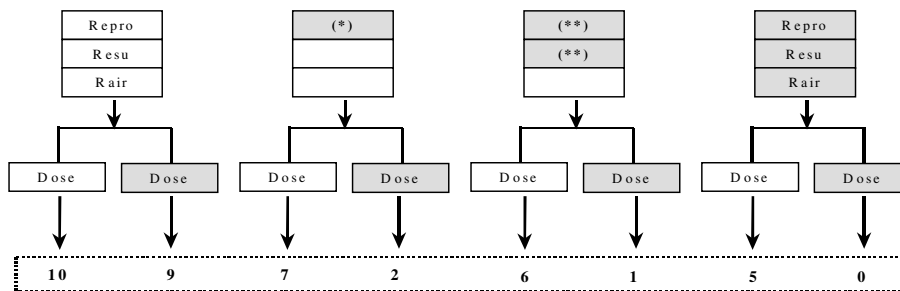 Repro (*) (**) Repro
Resu (**) Resu
Rair Rair
Dose Dose Dose Dose Dose Dose Dose Dose
10 9 7 2 6 1 5 0